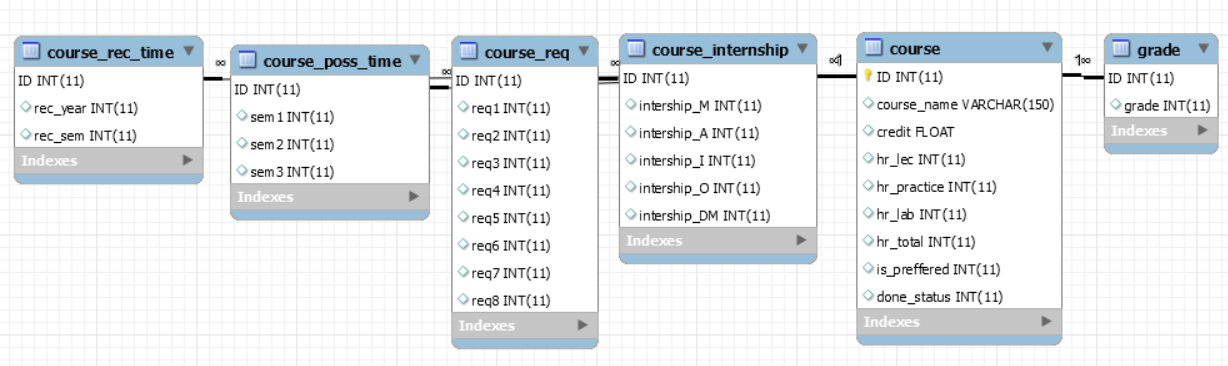 course_rec_time
ID INT(11)
rec_year INT(11)
rec_sem INT(11)
Indexes
∞
course_poss_time
ID INT(11)
sem1 INT(11)
sem2 INT(11)
sem3 INT(11)
Indexes
∞
course_req
ID INT(11)
req1 INT(11)
req2 INT(11)
req3 INT(11)
req4 INT(11)
req5 INT(11)
req6 INT(11)
req7 INT(11)
req8 INT(11)
Indexes
∞
course_internship
ID INT(11)
intership_M INT(11)
intership_A INT(11)
intership_I INT(11)
intership_O INT(11)
intership_DM INT(11)
Indexes
course
ID INT(11)
course_name VARCHAR(150)
credit FLOAT
hr_lec INT(11)
hr_practice INT(11)
hr_lab INT(11)
hr_total INT(11)
is_preffered INT(11)
done_status INT(11)
Indexes
1∞
grade
ID INT(11)
grade INT(11)
Indexes